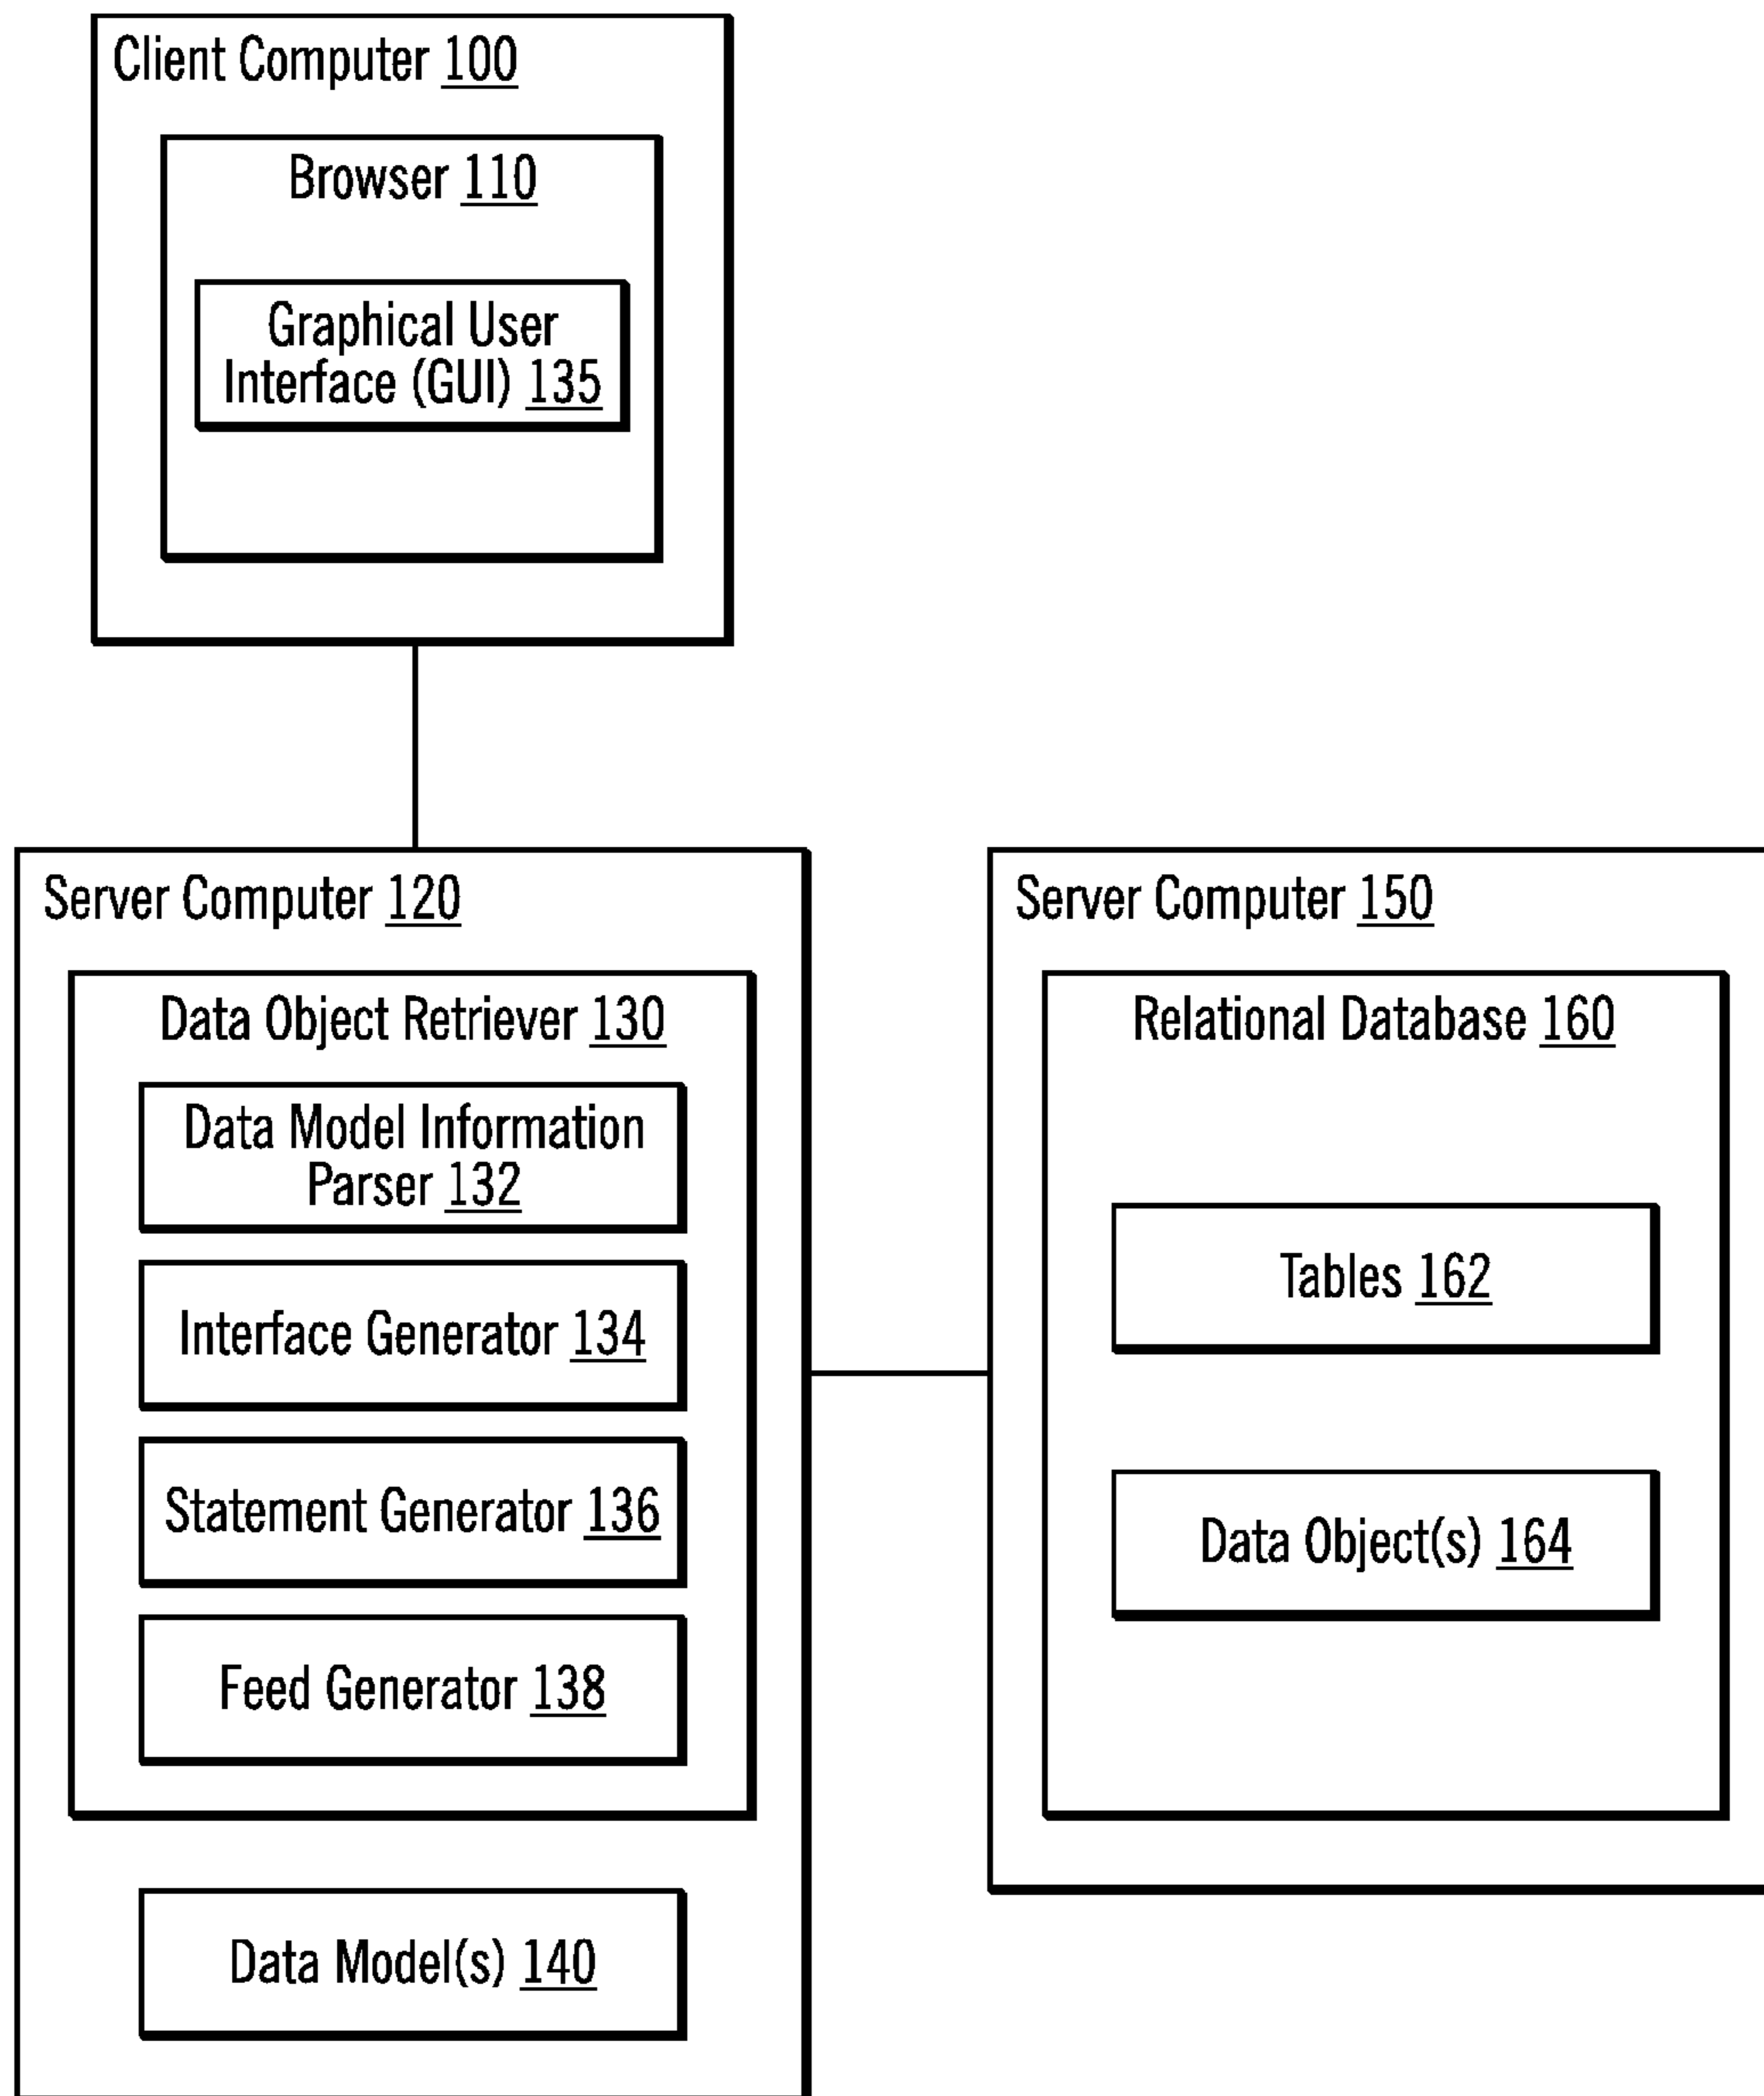 Client Computer 100
Browser 110
Graphical User
Interface (GUI) 135
Server Computer 120
Data Object Retriever 130
Data Model Information
Parser 132
Interface Generator 134
Statement Generator 136
Feed Generator 138
Data Model(s) 140
Server Computer 150
Relational Database 160
Tables 162
Data Object(s) 164